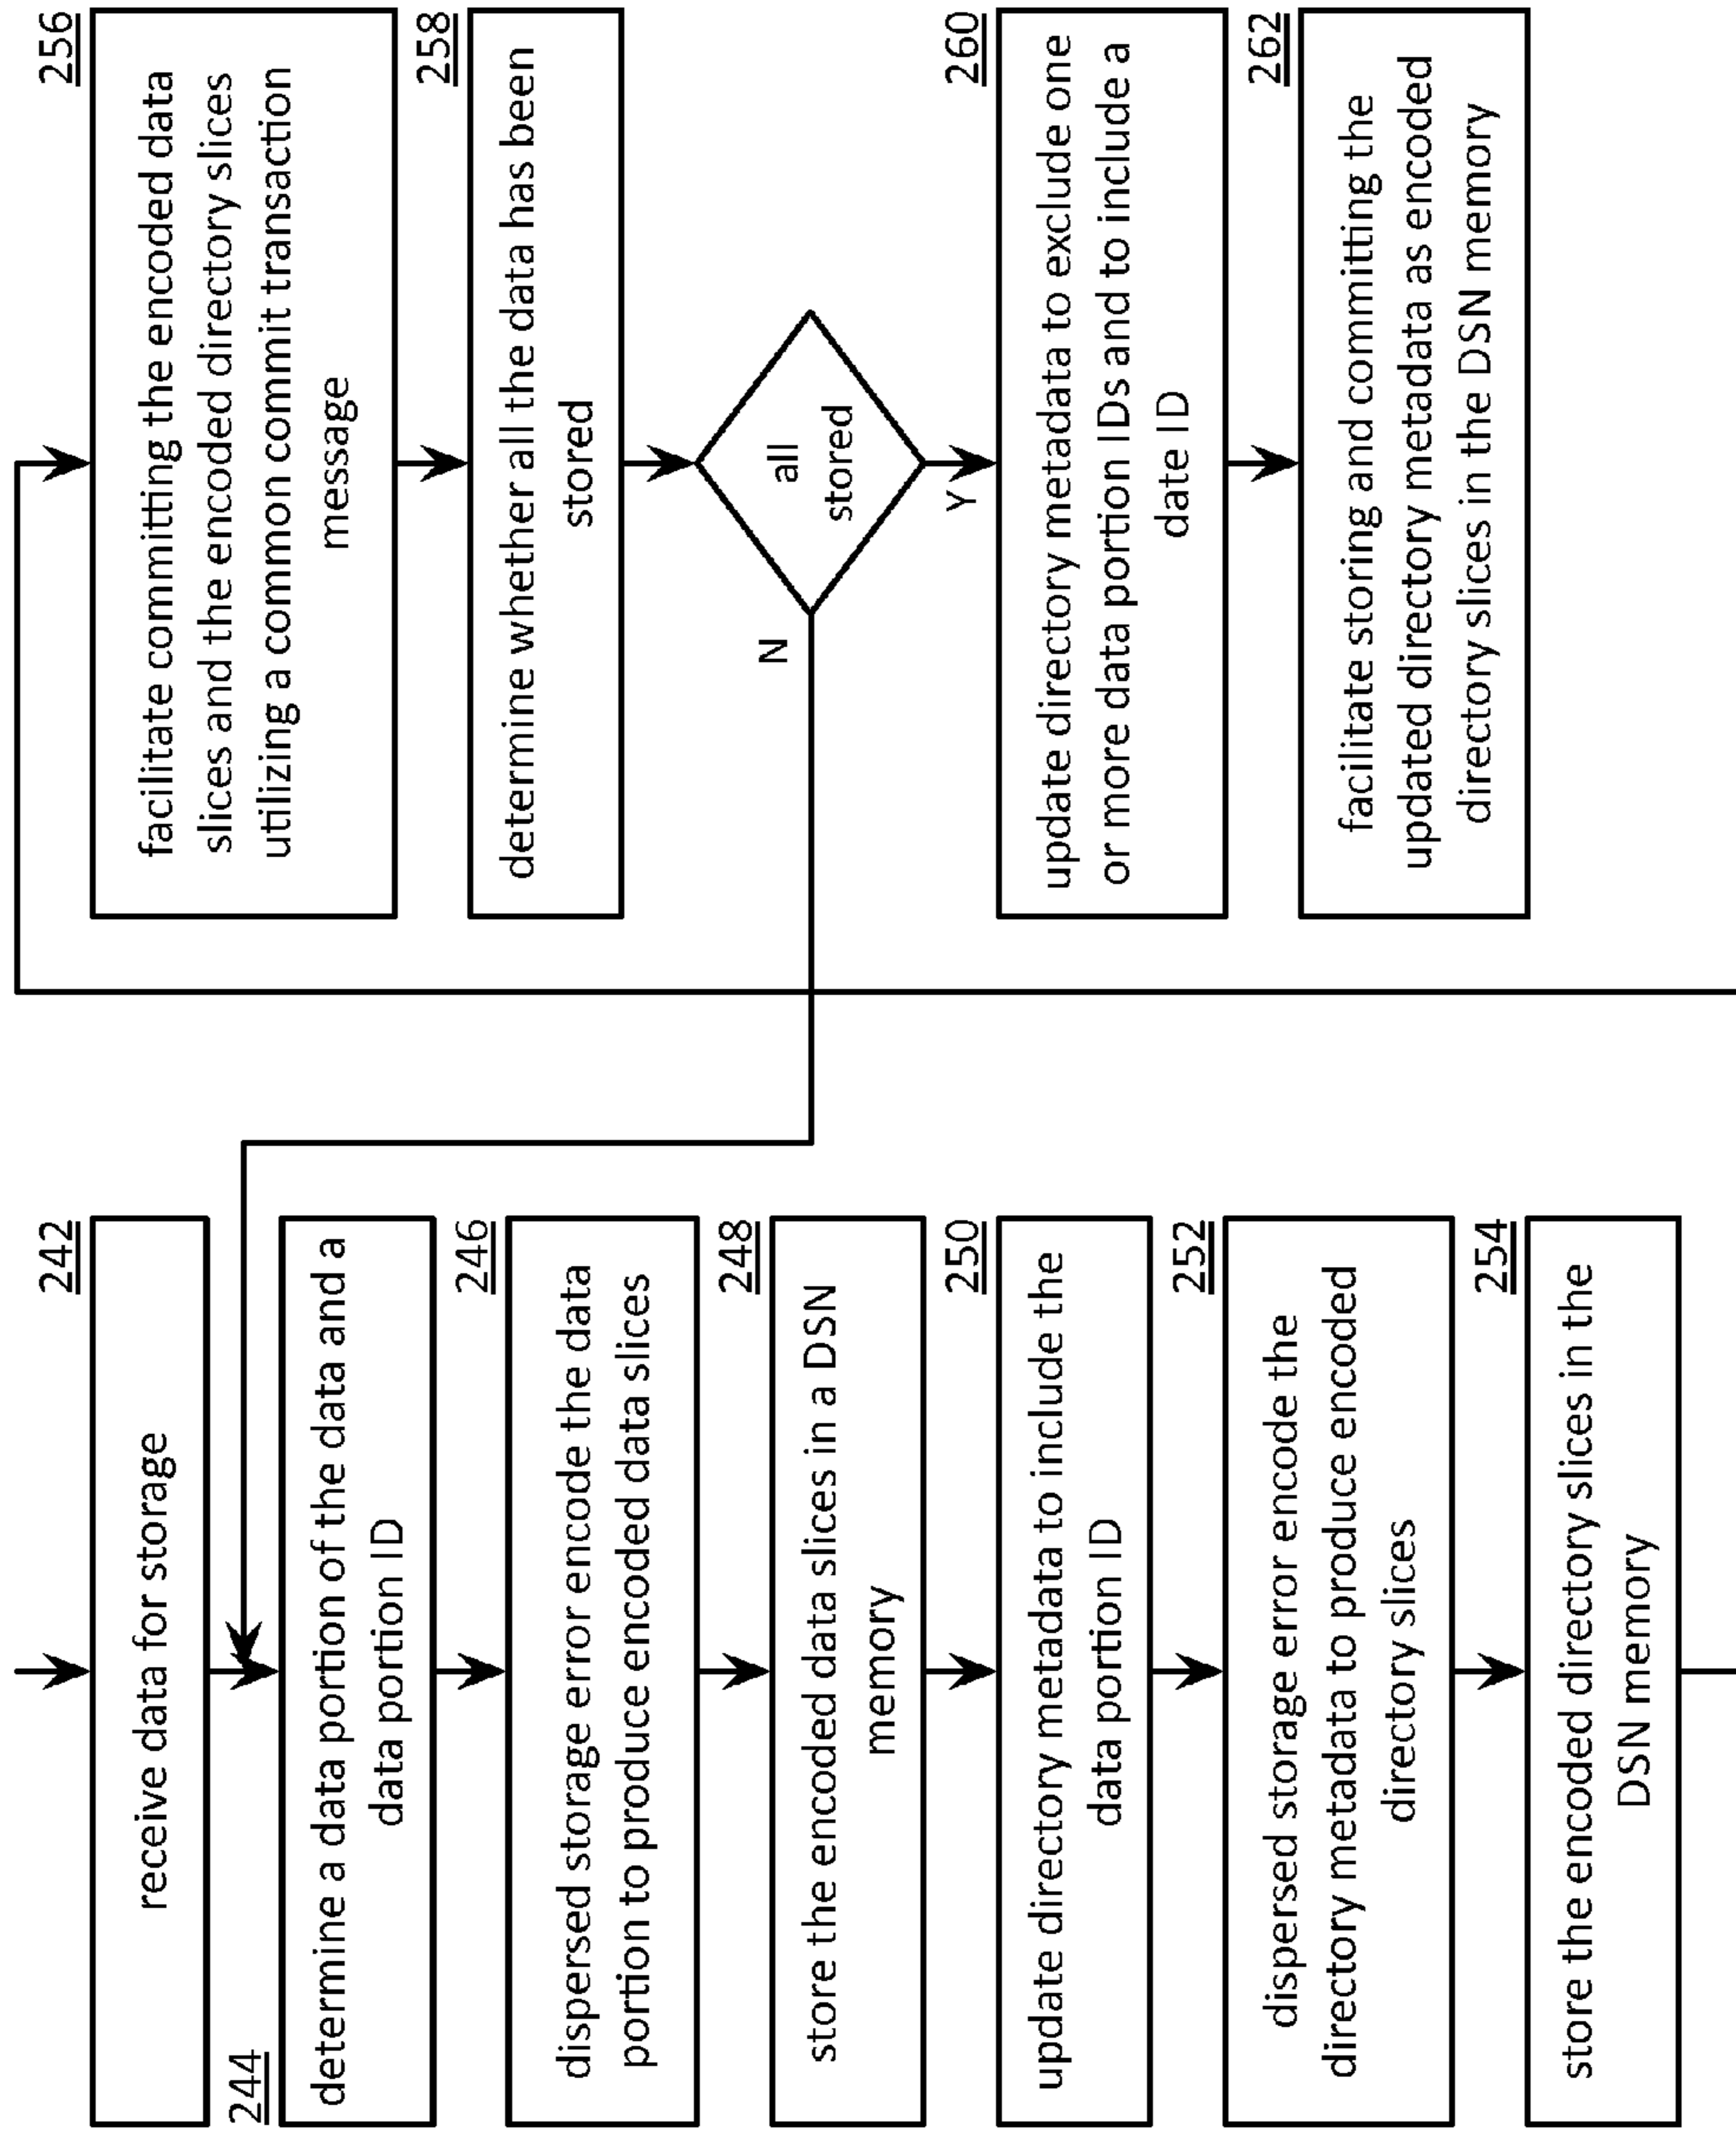 242
receive data for storage
244
determine a data portion of the data and a
data portion ID
246
dispersed storage error encode the data
portion to produce encoded data slices
248
store the encoded data slices in a DSN
memory
250
update directory metadata to include the
data portion ID
252
dispersed storage error encode the
directory metadata to produce encoded
directory slices
254
store the encoded directory slices in the
DSN memory
256
facilitate committing the encoded data
slices and the encoded directory slices
utilizing a common commit transaction
message
258
determine whether all the data has been
stored
all
stored
N
Y
260
update directory metadata to exclude one
or more data portion IDs and to include a
date ID
262
facilitate storing and committing the
updated directory metadata as encoded
directory slices in the DSN memory